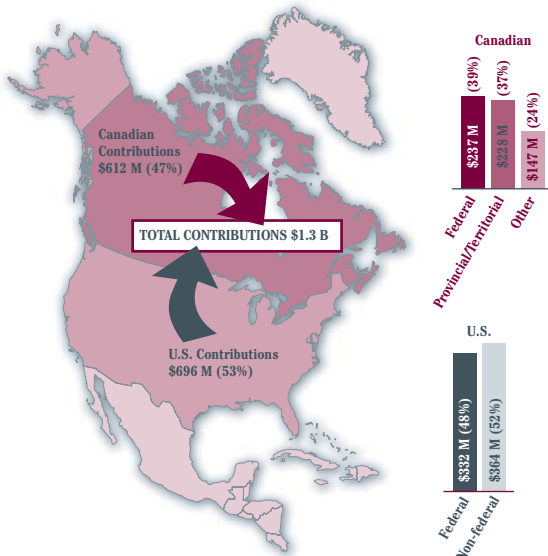 Canadian
Contributions
$612 M (47%)
TOTAL CONTRIBUTIONS $1.3 B
U.S. Contributions
$696 M (53%)
Canadian
$237 M (39%)
$228 M (37%)
$147 M (24%)
Federal
Provincial/Territorial
Other
U.S.
$332 M (48%)
$364 M (52%)
Federal
Non-federal